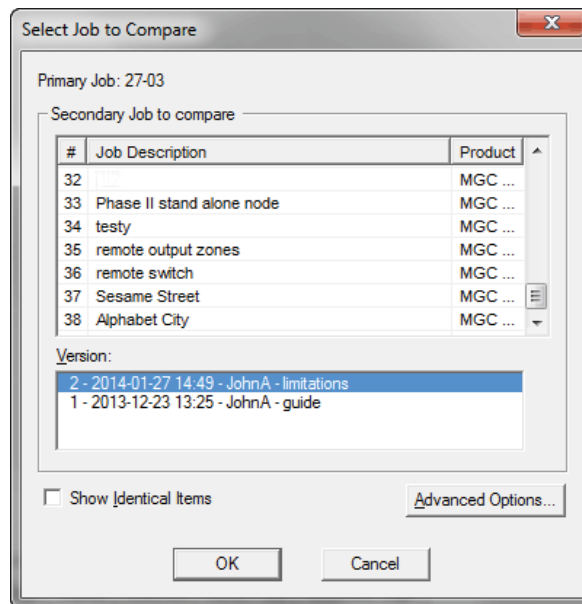 Select Job to Compare
Primary Job: 27-03
Secondary Job to compare
# Job Description Product
32 MGC ...
33 Phase II stand alone node MGC ...
34 testy MGC ...
35 remote output zones MGC ...
36 remote switch MGC ...
37 Sesame Street MGC ...
38 Alphabet City MGC ...
Version:
2 - 2014-01-27 14:49 - JohnA - limitations
1 - 2013-12-23 13:25 - JohnA - guide
Show Identical Items
Advanced Options...
OK Cancel